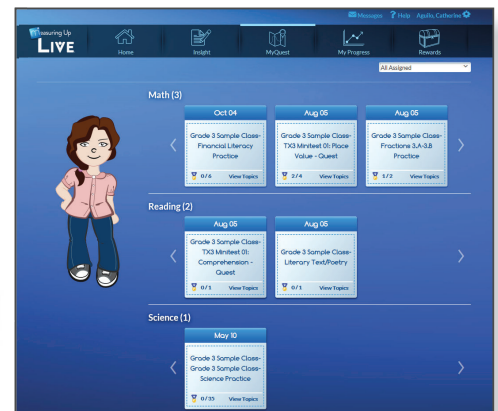 Messages ? Help Agullo, Catherine
Measuring Up
LIVE
Home
Insight
MyQuest
My Progress
Rewards
All Assigned
Math (3)
Oct 04
Grade 3 Sample Class-
Financial Literacy
Practice
0/6 View Topics
Aug 05
Grade 3 Sample Class-
TX3 Minitest 01: Place
Value - Quest
2/4 View Topics
Aug 05
Grade 3 Sample Class-
Fractions 3.A-3.B
Practice
1/2 View Topics
Reading (2)
Aug 05
Grade 3 Sample Class-
TX3 Minitest 01:
Comprehension -
Quest
0/1 View Topics
Aug 05
Grade 3 Sample Class-
Literary Text/Poetry
0/1 View Topics
Science (1)
May 10
Grade 3 Sample Class-
Grade 3 Sample Class-
Science Practice
0/35 View Topics